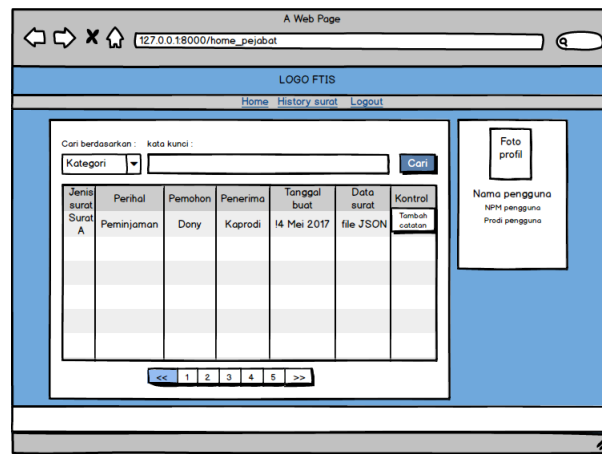 A Web Page
127.0.0.1:8000/home_pejabat
LOGO FTIS
Home History surat Logout
Cari berdasarkan : kata kunci :
Kategori Cari
Jenis surat Perihal Pemohon Penerima Tanggal buat Data surat Kontrol
Surat A Peminjaman Dony Kaprodi 14 Mei 2017 file JSON Tambah catatan
<< 1 2 3 4 5 >>
Foto
profil
Nama pengguna
NPM pengguna
Prodi pengguna